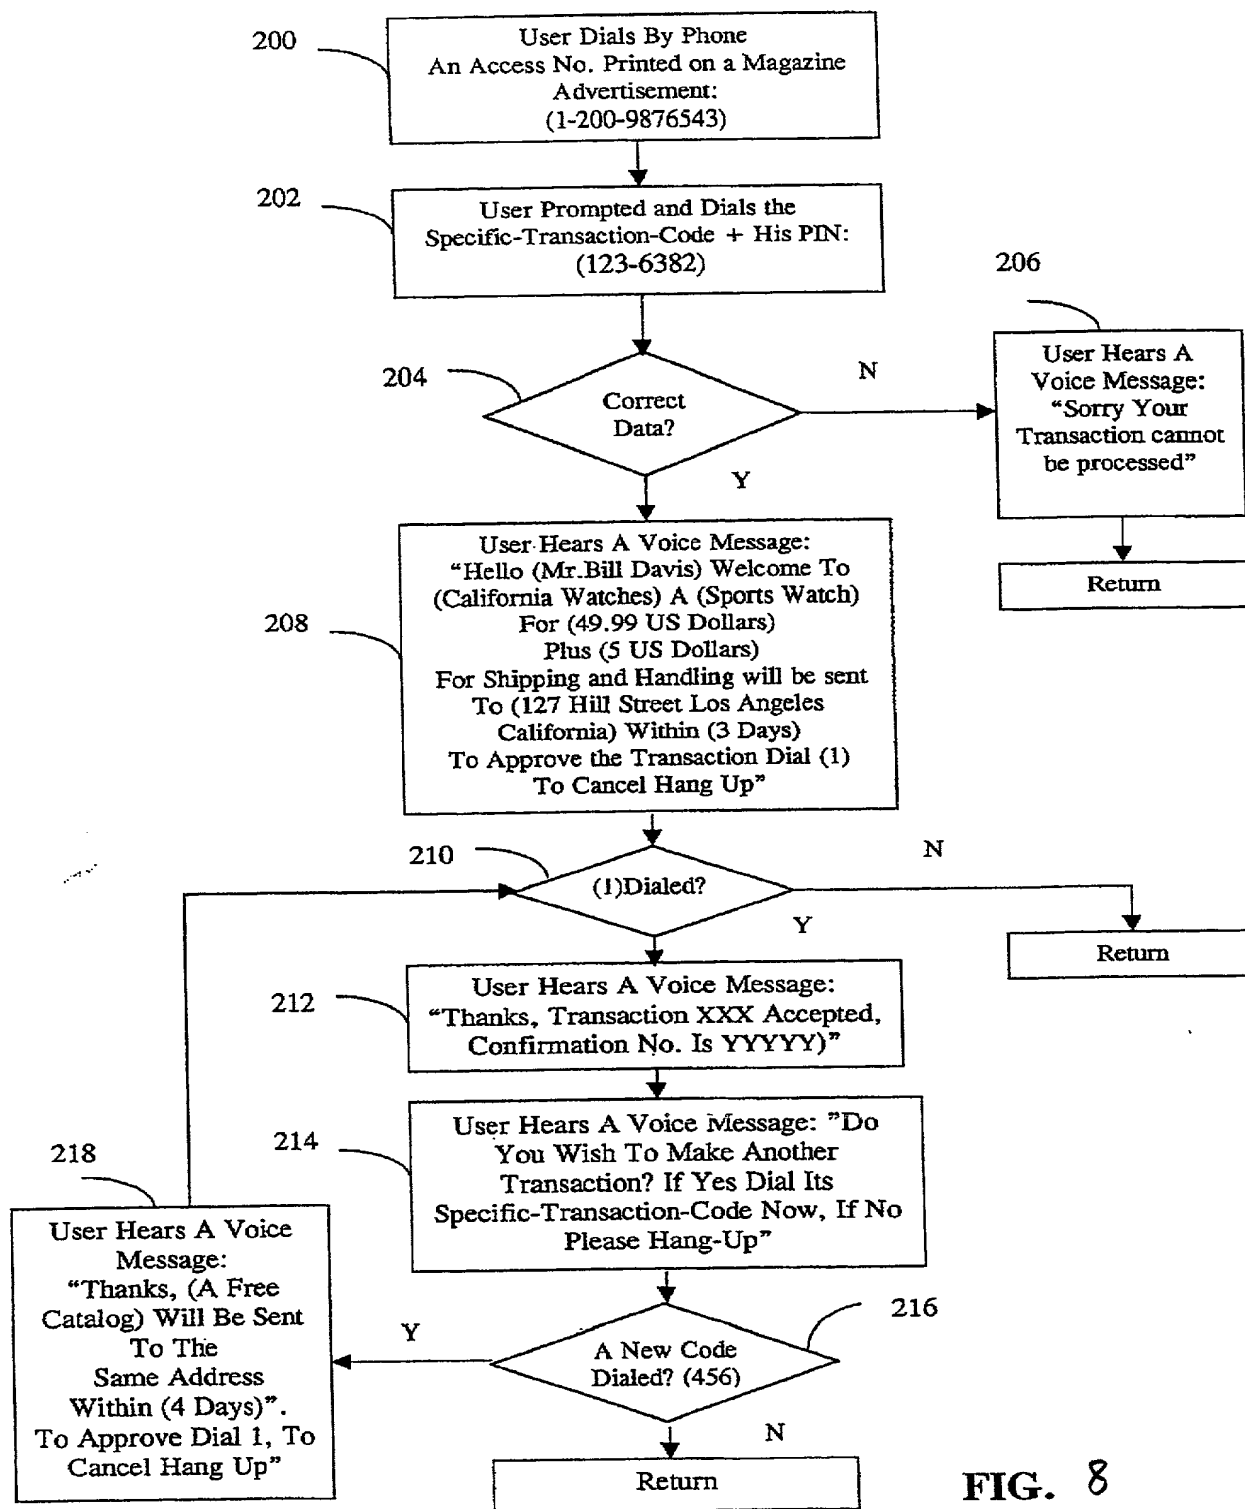 200
User Dials By Phone
An Access No. Printed on a Magazine
Advertisement:
(1-200-9876543)
202
User Prompted and Dials the
Specific-Transaction-Code + His PIN:
(123-6382)
204
Correct
Data?
N
Y
206
User Hears A
Voice Message:
“Sorry Your
Transaction cannot
be processed”
Return
208
User Hears A Voice Message:
“Hello (Mr.Bill Davis) Welcome To
(California Watches) A (Sports Watch)
For (49.99 US Dollars)
Plus (5 US Dollars)
For Shipping and Handling will be sent
To (127 Hill Street Los Angeles
California) Within (3 Days)
To Approve the Transaction Dial (1)
To Cancel Hang Up”
210
(1)Dialed?
N
Y
Return
212
User Hears A Voice Message:
“Thanks, Transaction XXX Accepted,
Confirmation No. Is YYYYY)”
214
User Hears A Voice Message: ”Do
You Wish To Make Another
Transaction? If Yes Dial Its
Specific-Transaction-Code Now, If No
Please Hang-Up”
216
A New Code
Dialed? (456)
Y
N
218
User Hears A Voice
Message:
“Thanks, (A Free
Catalog) Will Be Sent
To The
Same Address
Within (4 Days)”.
To Approve Dial 1, To
Cancel Hang Up”
Return
FIG. 8